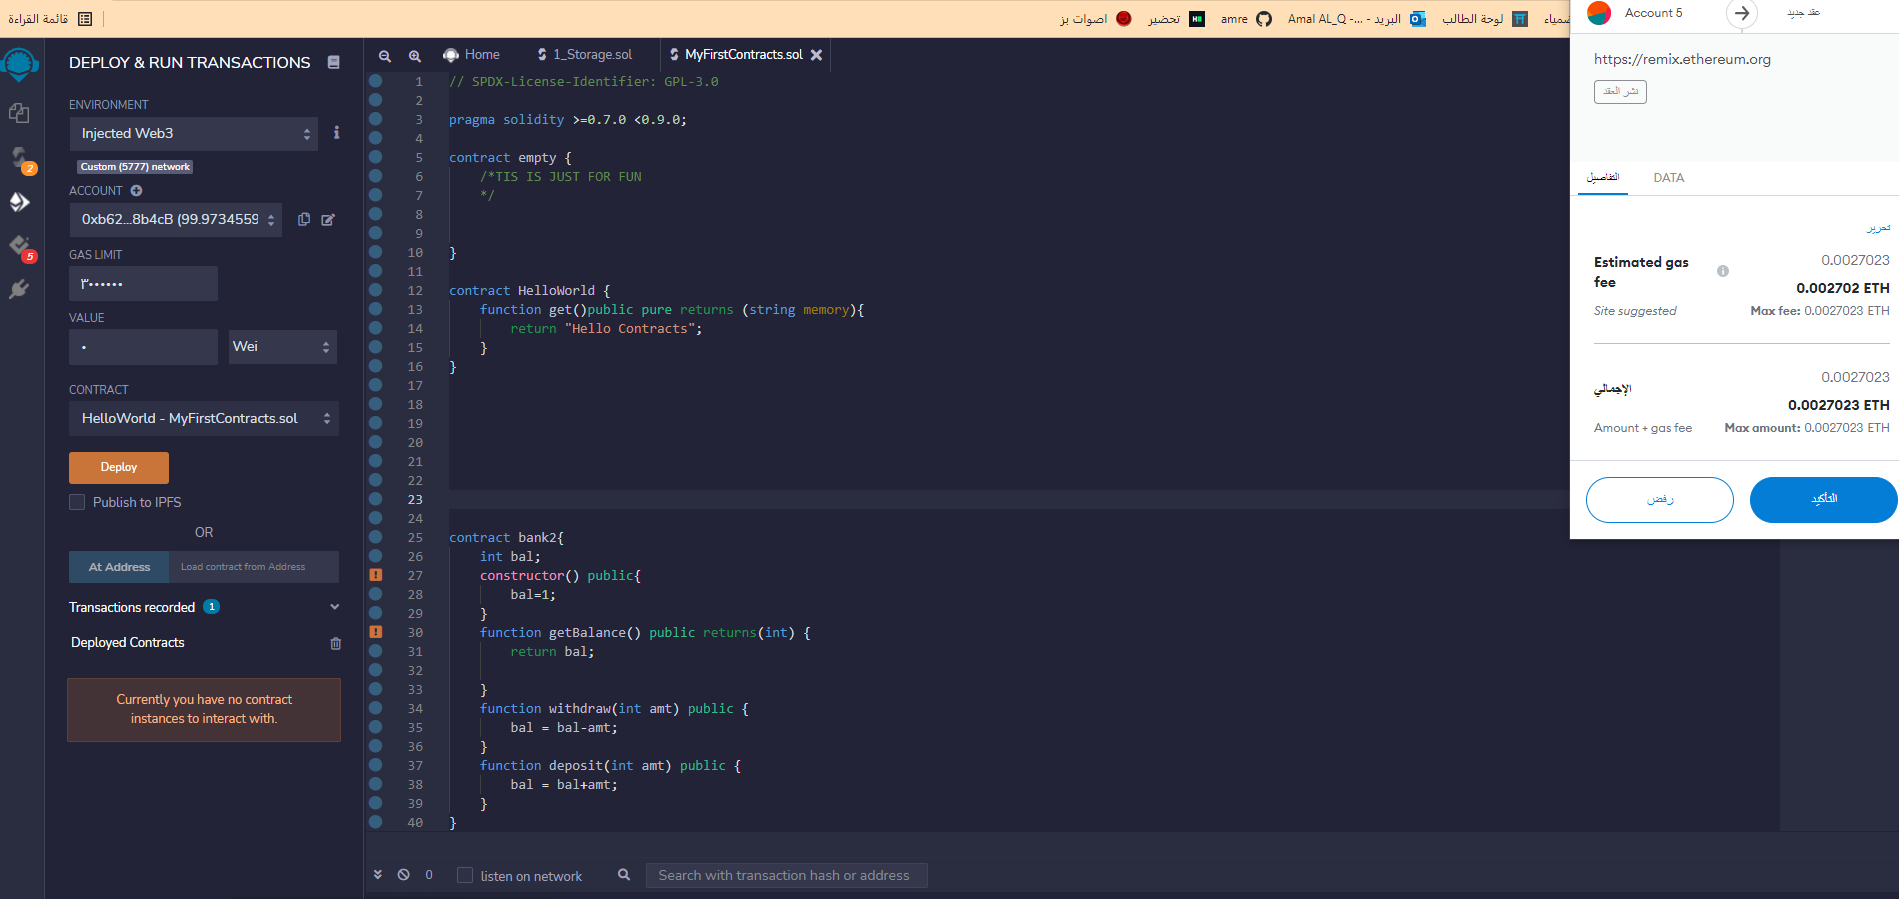 قائمة القراءة
اصوات بز
تحضير
amre
البريد - ...- Amal AL_Q
لوحة الطالب
ضمياء
DEPLOY & RUN TRANSACTIONS
ENVIRONMENT
Injected Web3
Custom (5777) network
ACCOUNT
0xb62...8b4cB (99.9734559
GAS LIMIT
٣٠٠٠٠٠٠
VALUE
٠
Wei
CONTRACT
HelloWorld - MyFirstContracts.sol
Deploy
Publish to IPFS
OR
At Address
Load contract from Address
Transactions recorded 1
Deployed Contracts
Currently you have no contract
instances to interact with.
2
5
Home
1_Storage.sol
MyFirstContracts.sol
1 // SPDX-License-Identifier: GPL-3.0
2
3 pragma solidity >=0.7.0 <0.9.0;
4
5 contract empty {
6 /*TIS IS JUST FOR FUN
7 */
8
9
10 }
11
12 contract HelloWorld {
13 function get()public pure returns (string memory){
14 return "Hello Contracts";
15 }
16 }
17
18
19
20
21
22
23
24
25 contract bank2{
26 int bal;
27 constructor() public{
28 bal=1;
29 }
30 function getBalance() public returns(int) {
31 return bal;
32
33 }
34 function withdraw(int amt) public {
35 bal = bal-amt;
36 }
37 function deposit(int amt) public {
38 bal = bal+amt;
39 }
40 }
0
listen on network
Search with transaction hash or address
Account 5
عقد جديد
https://remix.ethereum.org
نشر العقد
التفاصيل
DATA
تحرير
Estimated gas
fee
0.0027023
0.002702 ETH
Site suggested
Max fee: 0.0027023 ETH
الإجمالي
0.0027023
0.0027023 ETH
Amount + gas fee
Max amount: 0.0027023 ETH
رفض
التأكيد